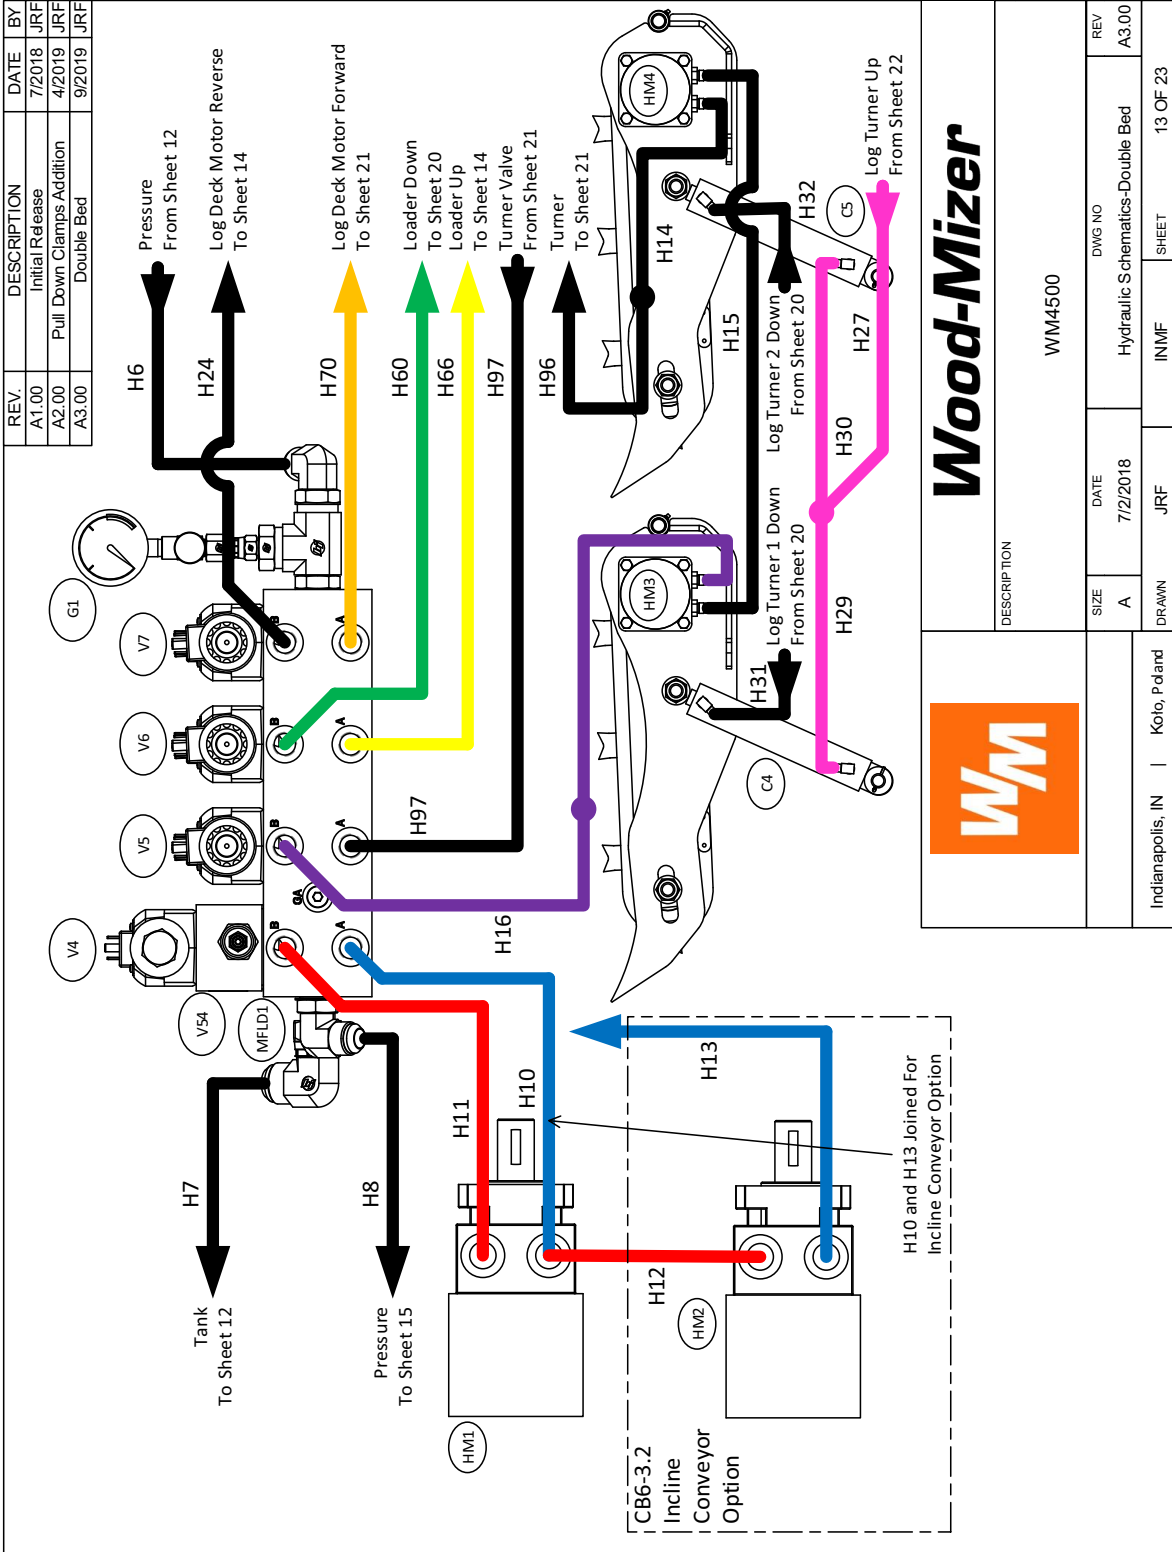 REV.
DESCRIPTION
DATE
BY
A1.00
Initial Release
7/2018
JRF
A2.00
Pull Down Clamps Addition
4/2019
JRF
A3.00
Double Bed
9/2019
JRF
Pressure
From Sheet 12
H6
Log Deck Motor Reverse
To Sheet 14
H24
Log Deck Motor Forward
To Sheet 21
H70
Loader Down
To Sheet 20
H60
Loader Up
To Sheet 14
H66
Turner Valve
From Sheet 21
H97
Turner
To Sheet 21
H96
G1
V7
V6
V5
V4
V54
MFLD1
B
A
B
A
B
A
GA
B
A
H97
H16
H7
Tank
To Sheet 12
H8
Pressure
To Sheet 15
H11
H10
HM1
H12
H13
HM2
CB6-3.2
Incline
Conveyor
Option
H10 and H13 Joined For
Incline Conveyor Option
HM4
HM3
H14
H15
H32
C5
Log Turner Up
From Sheet 22
H27
H30
H29
Log Turner 2 Down
From Sheet 20
Log Turner 1 Down
From Sheet 20
H31
C4
WM
Wood-Mizer
DESCRIPTION
WM4500
SIZE
A
DATE
7/2/2018
DWG NO
Hydraulic Schematics-Double Bed
REV
A3.00
Indianapolis, IN | Koło, Poland
DRAWN
JRF
INMF
SHEET
13 OF 23